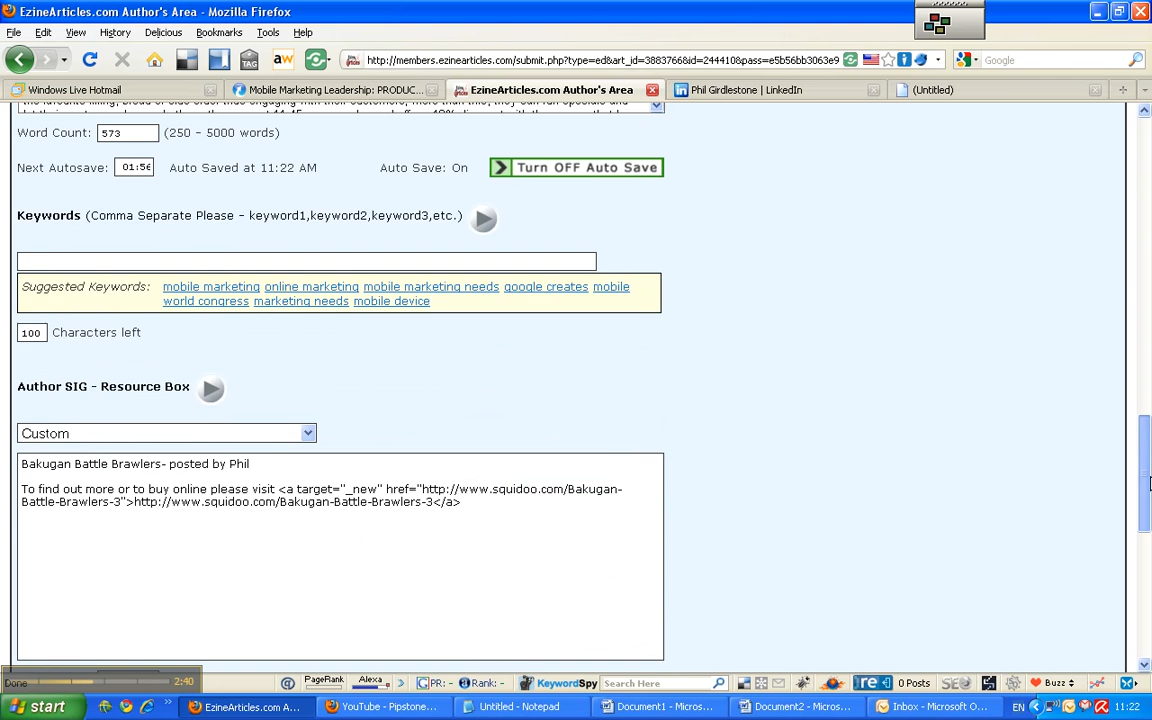 EzineArticles.com Author's Area - Mozilla Firefox
File Edit View History Delicious Bookmarks Tools Help
http://members.ezinearticles.com/submit.php?type=ed&art_id=3883766&id=244410&pass=e5b56bb3063e9
Google
Windows Live Hotmail
Mobile Marketing Leadership: PRODUC...
EzineArticles.com Author's Area
Phil Girdlestone | LinkedIn
(Untitled)
Word Count: 573 (250 - 5000 words)
Next Autosave: 01:56 Auto Saved at 11:22 AM Auto Save: On Turn OFF Auto Save
Keywords (Comma Separate Please - keyword1,keyword2,keyword3,etc.)
Suggested Keywords: mobile marketing online marketing mobile marketing needs google creates mobile
world congress marketing needs mobile device
100 Characters left
Author SIG - Resource Box
Custom
Bakugan Battle Brawlers- posted by Phil
To find out more or to buy online please visit <a target="_new" href="http://www.squidoo.com/Bakugan-
Battle-Brawlers-3">http://www.squidoo.com/Bakugan-Battle-Brawlers-3</a>
Done 2:40 PageRank Alexa PR: - Rank: - KeywordSpy Search Here re 0 Posts SEO Buzz
start EzineArticles.com A... YouTube - Pipstone... Untitled - Notepad Document1 - Micros... Document2 - Micros... Inbox - Microsoft O... EN 11:22